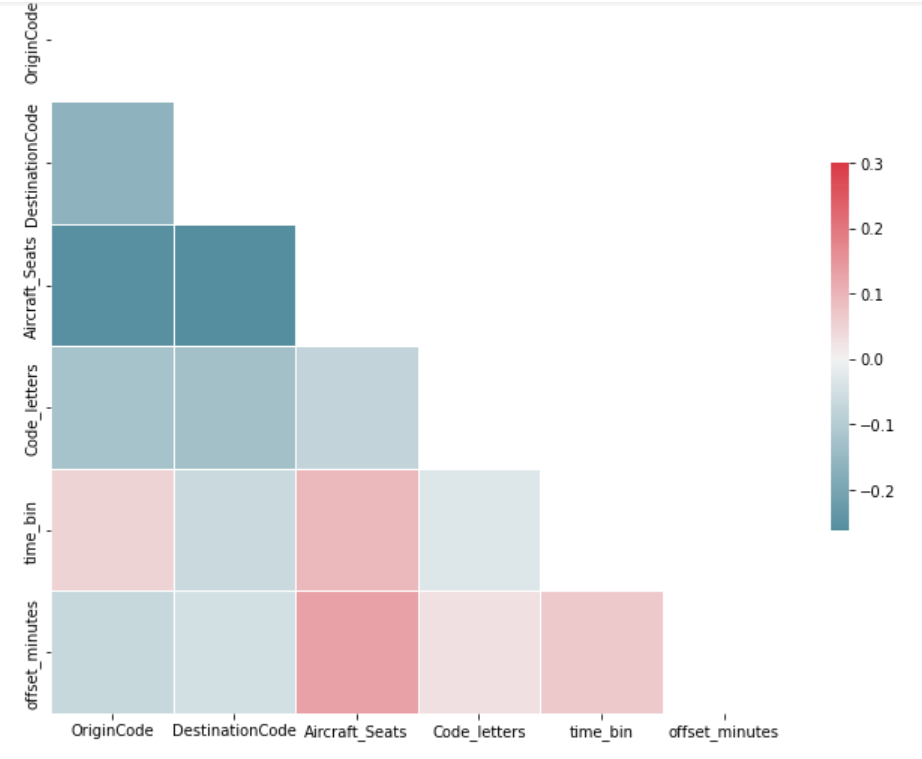 OriginCode
DestinationCode
Aircraft_Seats
Code_letters
time_bin
offset_minutes
0.3
0.2
0.1
0.0
−0.1
−0.2
OriginCode DestinationCode Aircraft_Seats Code_letters time_bin offset_minutes